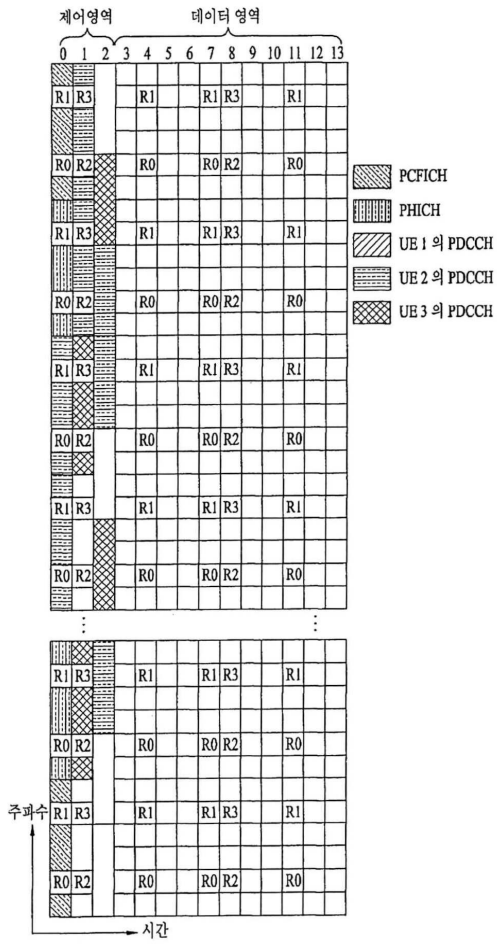 제어영역 데이터 영역
0 1 2 3 4 5 6 7 8 9 10 11 12 13
R1 R3 R1 R1 R3 R1
R0 R2 R0 R0 R2 R0
R1 R3 R1 R1 R3 R1
R0 R2 R0 R0 R2 R0
R1 R3 R1 R1 R3 R1
R0 R2 R0 R0 R2 R0
R1 R3 R1 R1 R3 R1
R0 R2 R0 R0 R2 R0
R1 R3 R1 R1 R3 R1
R0 R2 R0 R0 R2 R0
R1 R3 R1 R1 R3 R1
R0 R2 R0 R0 R2 R0
주파수
시간
PCFICH
PHICH
UE 1 의 PDCCH
UE 2 의 PDCCH
UE 3 의 PDCCH